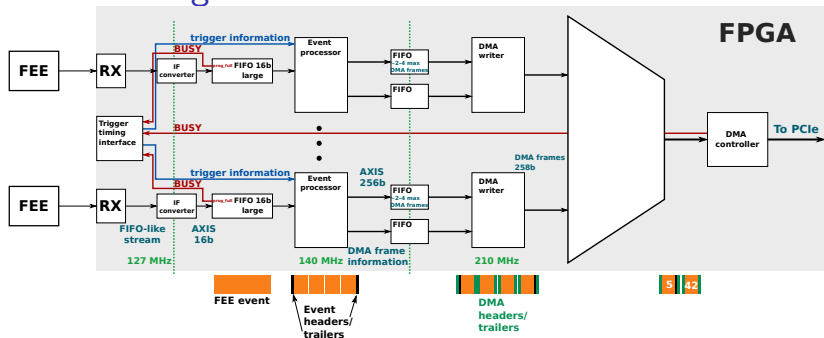 FPGA
trigger information
BUSY
FEE
RX
IF
converter
prog_full
FIFO 16b
large
Event
processor
FIFO
~2-4 max
DMA frames
FIFO
DMA
writer
Trigger
timing
interface
BUSY
To PCIe
DMA
controller
trigger information
BUSY
FEE
RX
IF
converter
prog_full
FIFO 16b
large
Event
processor
AXIS
256b
FIFO
~2-4 max
DMA frames
FIFO
DMA
writer
DMA frames
258b
FIFO-like
stream
AXIS
16b
DMA frame
information
127 MHz
140 MHz
210 MHz
FEE event
Event
headers/
trailers
DMA
headers/
trailers
5
42